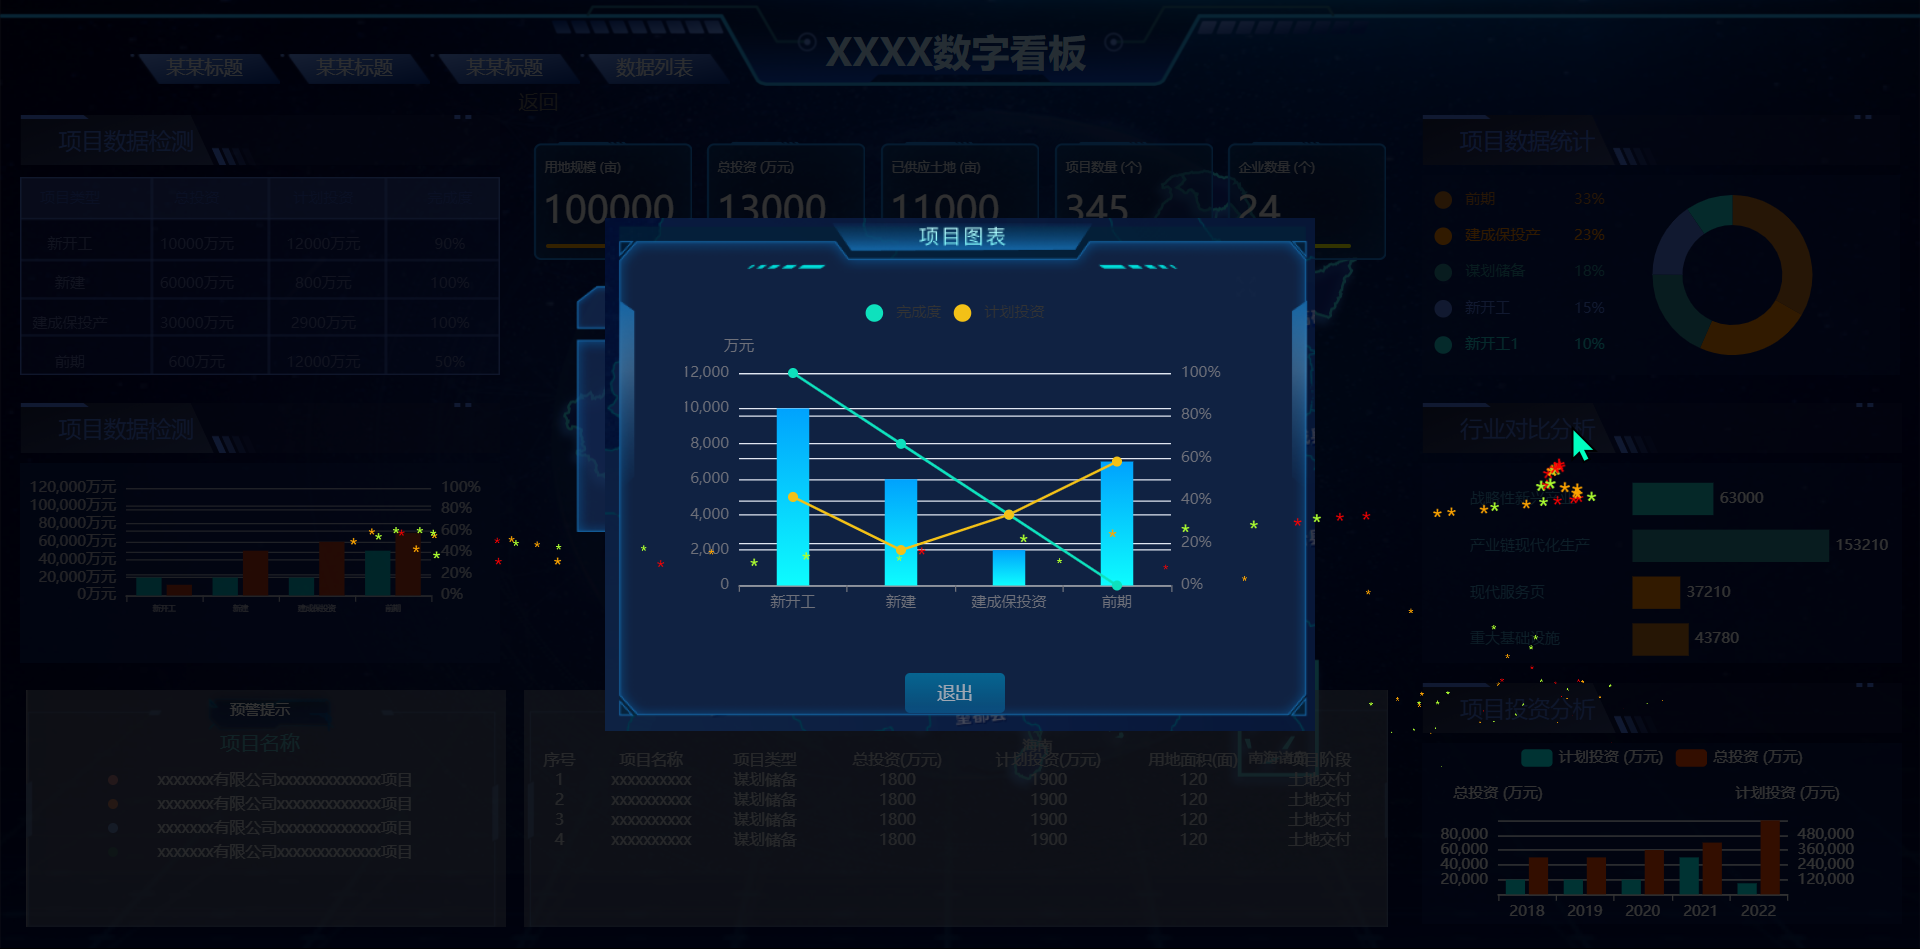 XXXX数字看板
某某标题 某某标题 某某标题 数据列表
返回
项目数据检测
新开工 10000万元 12000万元 90%
新建 60000万元 800万元 100%
建成保投产 30000万元 2900万元 100%
前期 600万元 12000万元 50%
项目数据检测
120,000万元
100,000万元
80,000万元
60,000万元
40,000万元
20,000万元
0万元
100%
80%
60%
40%
20%
0%
新开工 新建 建成保投资 前期
预警提示
项目名称
xxxxxxx有限公司xxxxxxxxxxxxx项目
xxxxxxx有限公司xxxxxxxxxxxxx项目
xxxxxxx有限公司xxxxxxxxxxxxx项目
xxxxxxx有限公司xxxxxxxxxxxxx项目
用地规模 (亩) 总投资 (万元) 已供应土地 (亩) 项目数量 (个) 企业数量 (个)
100000 13000 11000 345 24
项目图表
完成度 计划投资
万元
12,000
10,000
8,000
6,000
4,000
2,000
0
100%
80%
60%
40%
20%
0%
新开工 新建 建成保投资 前期
退出
海南
南海诸岛
序号 项目名称 项目类型 总投资(万元) 计划投资(万元) 用地面积(亩) 项目阶段
1 xxxxxxxxxx 谋划储备 1800 1900 120 土地交付
2 xxxxxxxxxx 谋划储备 1800 1900 120 土地交付
3 xxxxxxxxxx 谋划储备 1800 1900 120 土地交付
4 xxxxxxxxxx 谋划储备 1800 1900 120 土地交付
项目数据统计
前期 33%
建成保投产 23%
谋划储备 18%
新开工 15%
新开工1 10%
行业对比分析
战略性新兴产业 63000
产业链现代化生产 153210
现代服务页 37210
重大基础设施 43780
项目投资分析
计划投资 (万元) 总投资 (万元)
总投资 (万元) 计划投资 (万元)
80,000
60,000
40,000
20,000
480,000
360,000
240,000
120,000
2018 2019 2020 2021 2022